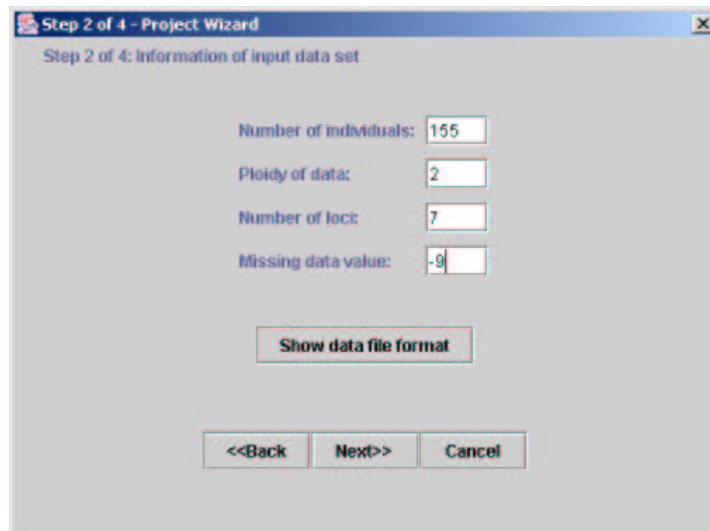 Step 2 of 4 - Project Wizard
Step 2 of 4: Information of input data set
Number of individuals: 155
Ploidy of data: 2
Number of loci: 7
Missing data value: -9
Show data file format
<<Back Next>> Cancel